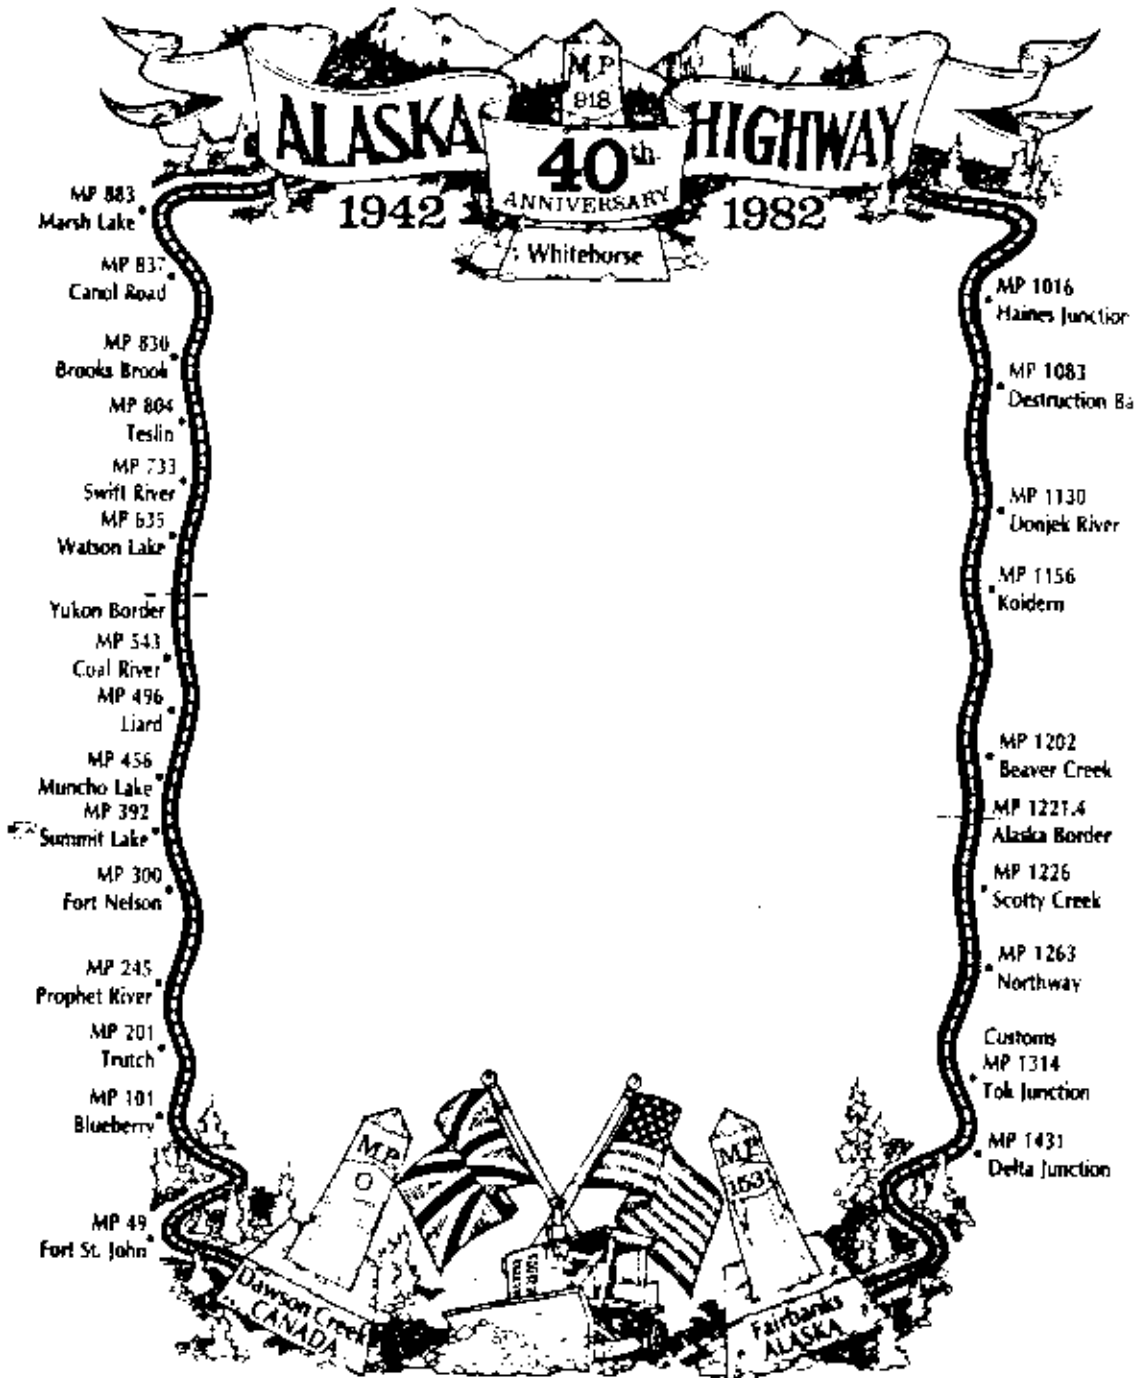 M.P.
918
ALASKA HIGHWAY
40th
ANNIVERSARY
1942
1982
Whitehorse
MP 883
Marsh Lake
MP 837
Canol Road
MP 830
Brooks Brook
MP 804
Teslin
MP 733
Swift River
MP 635
Watson Lake
Yukon Border
MP 543
Coal River
MP 496
Liard
MP 456
Muncho Lake
MP 392
Summit Lake
MP 300
Fort Nelson
MP 245
Prophet River
MP 201
Trutch
MP 101
Blueberry
MP 49
Fort St. John
MP 1016
Haines Junction
MP 1083
Destruction Ba
MP 1130
Donjek River
MP 1156
Koidern
MP 1202
Beaver Creek
MP 1221.4
Alaska Border
MP 1226
Scotty Creek
MP 1263
Northway
Customs
MP 1314
Tok Junction
MP 1431
Delta Junction
M.P.
0
Dawson Creek
CANADA
M.P.
1531
Fairbanks
ALASKA